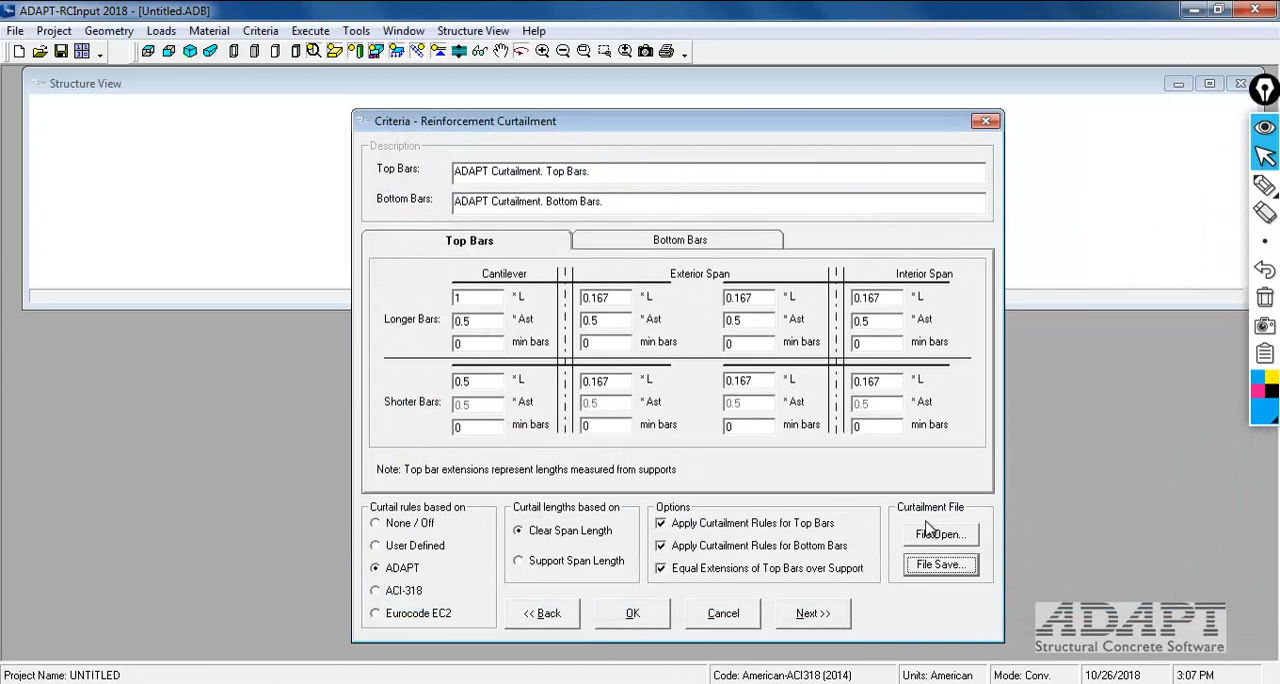 ADAPT-RCInput 2018 - [Untitled.ADB]
File Project Geometry Loads Material Criteria Execute Tools Window Structure View Help
Structure View
Criteria - Reinforcement Curtailment
Description
Top Bars: ADAPT Curtailment. Top Bars.
Bottom Bars: ADAPT Curtailment. Bottom Bars.
Top Bars Bottom Bars
Cantilever Exterior Span Interior Span
1 * L 0.167 * L 0.167 * L 0.167 * L
Longer Bars: 0.5 * Ast 0.5 * Ast 0.5 * Ast 0.5 * Ast
0 min bars 0 min bars 0 min bars 0 min bars
0.5 * L 0.167 * L 0.167 * L 0.167 * L
Shorter Bars: 0.5 * Ast 0.5 * Ast 0.5 * Ast 0.5 * Ast
0 min bars 0 min bars 0 min bars 0 min bars
Note: Top bar extensions represent lengths measured from supports
Curtail rules based on Curtail lengths based on Options Curtailment File
None / Off Clear Span Length Apply Curtailment Rules for Top Bars File Open...
User Defined Apply Curtailment Rules for Bottom Bars
ADAPT Support Span Length Equal Extensions of Top Bars over Support File Save...
ACI-318
Eurocode EC2 << Back OK Cancel Next >>
ADAPT
Structural Concrete Software
Project Name: UNTITLED Code: American-ACI318 (2014) Units: American Mode: Conv. 10/26/2018 3:07 PM